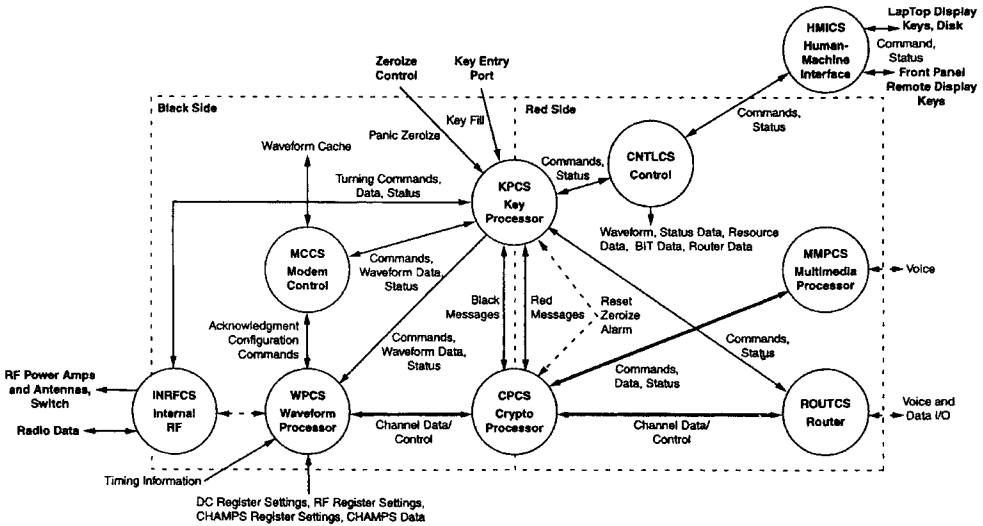 LapTop Display
Keys, Disk
HMICS
Human-
Machine
Interface
Command,
Status
Front Panel
Remote Display
Keys
Zeroize
Control
Key Entry
Port
Black Side
Red Side
Key Fill
Panic Zeroize
Commands,
Status
Waveform Cache
CNTLCS
Control
Commands,
Status
Turning Commands,
Data, Status
KPCS
Key
Processor
Waveform, Status Data, Resource
Data, BIT Data, Router Data
MCCS
Modem
Control
Commands,
Waveform Data,
Status
MMPCS
Multimedia
Processor
Voice
Black
Messages
Red
Messages
Reset
Zeroize
Alarm
Acknowledgment
Configuration
Commands
Commands,
Waveform Data,
Status
Commands,
Status
Commands,
Data, Status
RF Power Amps
and Antennas,
Switch
INRFCS
Internal
RF
WPCS
Waveform
Processor
CPCS
Crypto
Processor
ROUTCS
Router
Voice and
Data I/O
Radio Data
Channel Data/
Control
Channel Data/
Control
Timing Information
DC Register Settings, RF Register Settings,
CHAMPS Register Settings, CHAMPS Data